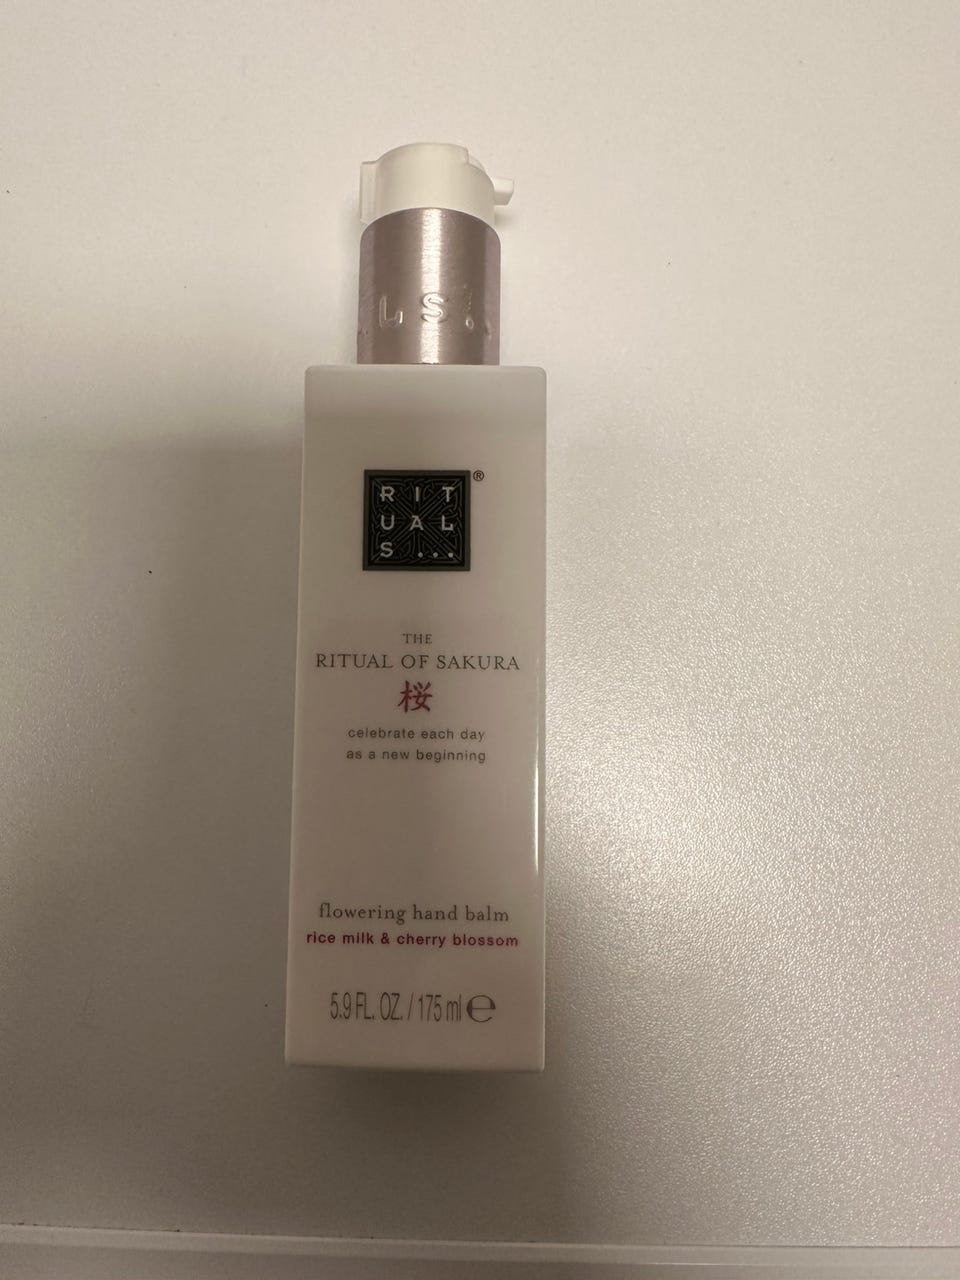 LS.
RIT
UAL
S...
®
THE
RITUAL OF SAKURA
桜
celebrate each day
as a new beginning
flowering hand balm
rice milk & cherry blossom
5.9 FL. OZ. / 175 ml ℮